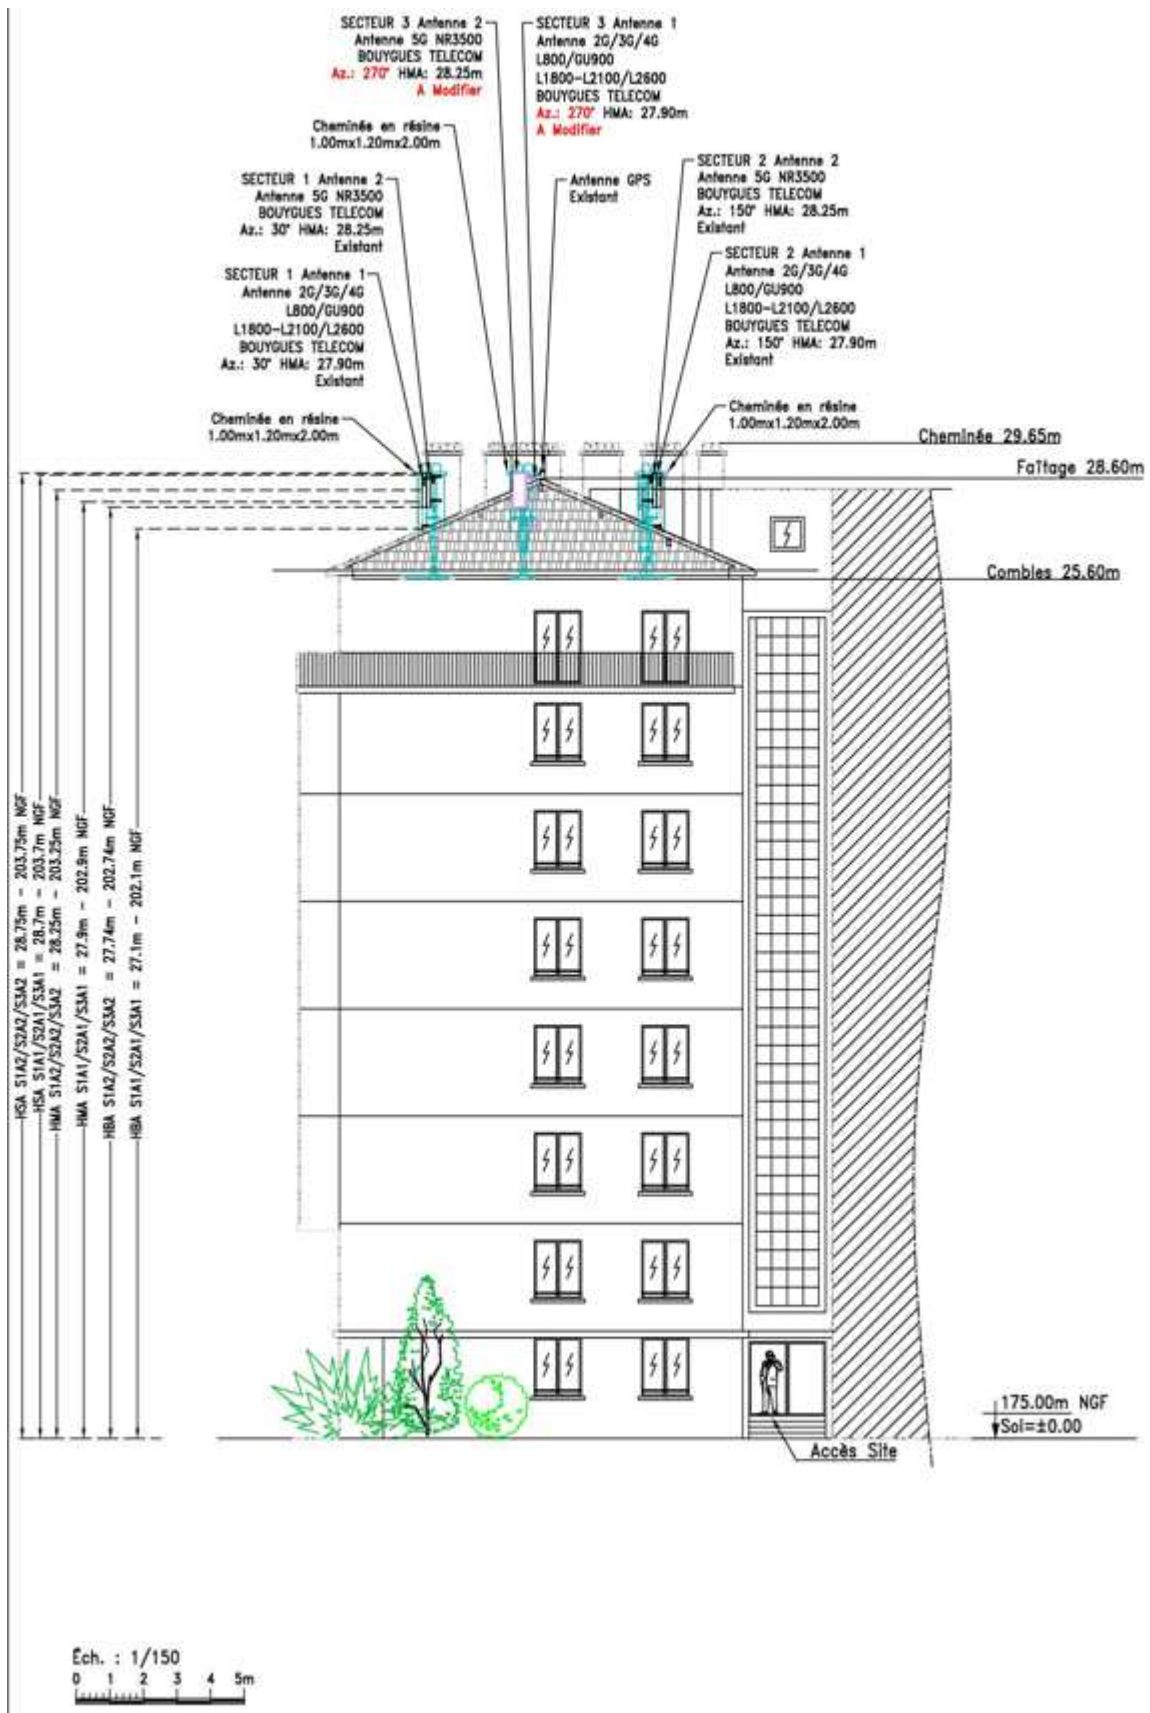 SECTEUR 3 Antenne 2
Antenne 5G NR3500
BOUYGUES TELECOM
Az.: 270° HMA: 28.25m
A Modifier
SECTEUR 3 Antenne 1
Antenne 2G/3G/4G
L800/GU900
L1800-L2100/L2600
BOUYGUES TELECOM
Az.: 270° HMA: 27.90m
A Modifier
Cheminée en résine
1.00mx1.20mx2.00m
SECTEUR 1 Antenne 2
Antenne 5G NR3500
BOUYGUES TELECOM
Az.: 30° HMA: 28.25m
Existant
Antenne GPS
Existant
SECTEUR 2 Antenne 2
Antenne 5G NR3500
BOUYGUES TELECOM
Az.: 150° HMA: 28.25m
Existant
SECTEUR 1 Antenne 1
Antenne 2G/3G/4G
L800/GU900
L1800-L2100/L2600
BOUYGUES TELECOM
Az.: 30° HMA: 27.90m
Existant
SECTEUR 2 Antenne 1
Antenne 2G/3G/4G
L800/GU900
L1800-L2100/L2600
BOUYGUES TELECOM
Az.: 150° HMA: 27.90m
Existant
Cheminée en résine
1.00mx1.20mx2.00m
Cheminée en résine
1.00mx1.20mx2.00m
Cheminée 29.65m
Faîtage 28.60m
Combles 25.60m
HSA S1A2/S2A2/S3A2 = 28.75m - 203.75m NGF
HSA S1A1/S2A1/S3A1 = 28.7m - 203.7m NGF
HMA S1A2/S2A2/S3A2 = 28.25m - 203.25m NGF
HMA S1A1/S2A1/S3A1 = 27.9m - 202.9m NGF
HBA S1A2/S2A2/S3A2 = 27.74m - 202.74m NGF
HBA S1A1/S2A1/S3A1 = 27.1m - 202.1m NGF
175.00m NGF
Sol=±0.00
Accès Site
Éch. : 1/150
0 1 2 3 4 5m